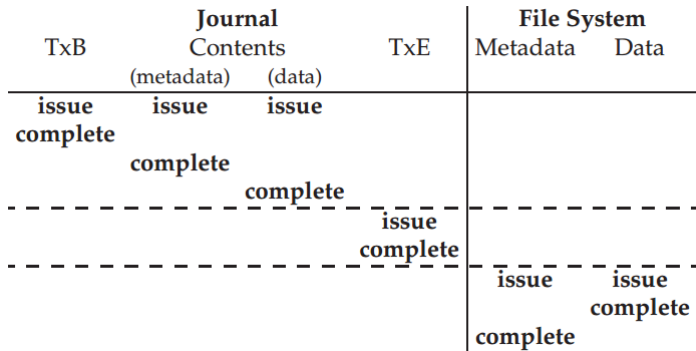 Journal File System
TxB Contents TxE Metadata Data
(metadata) (data)
issue issue issue
complete
complete
complete
issue
complete
issue issue
complete
complete